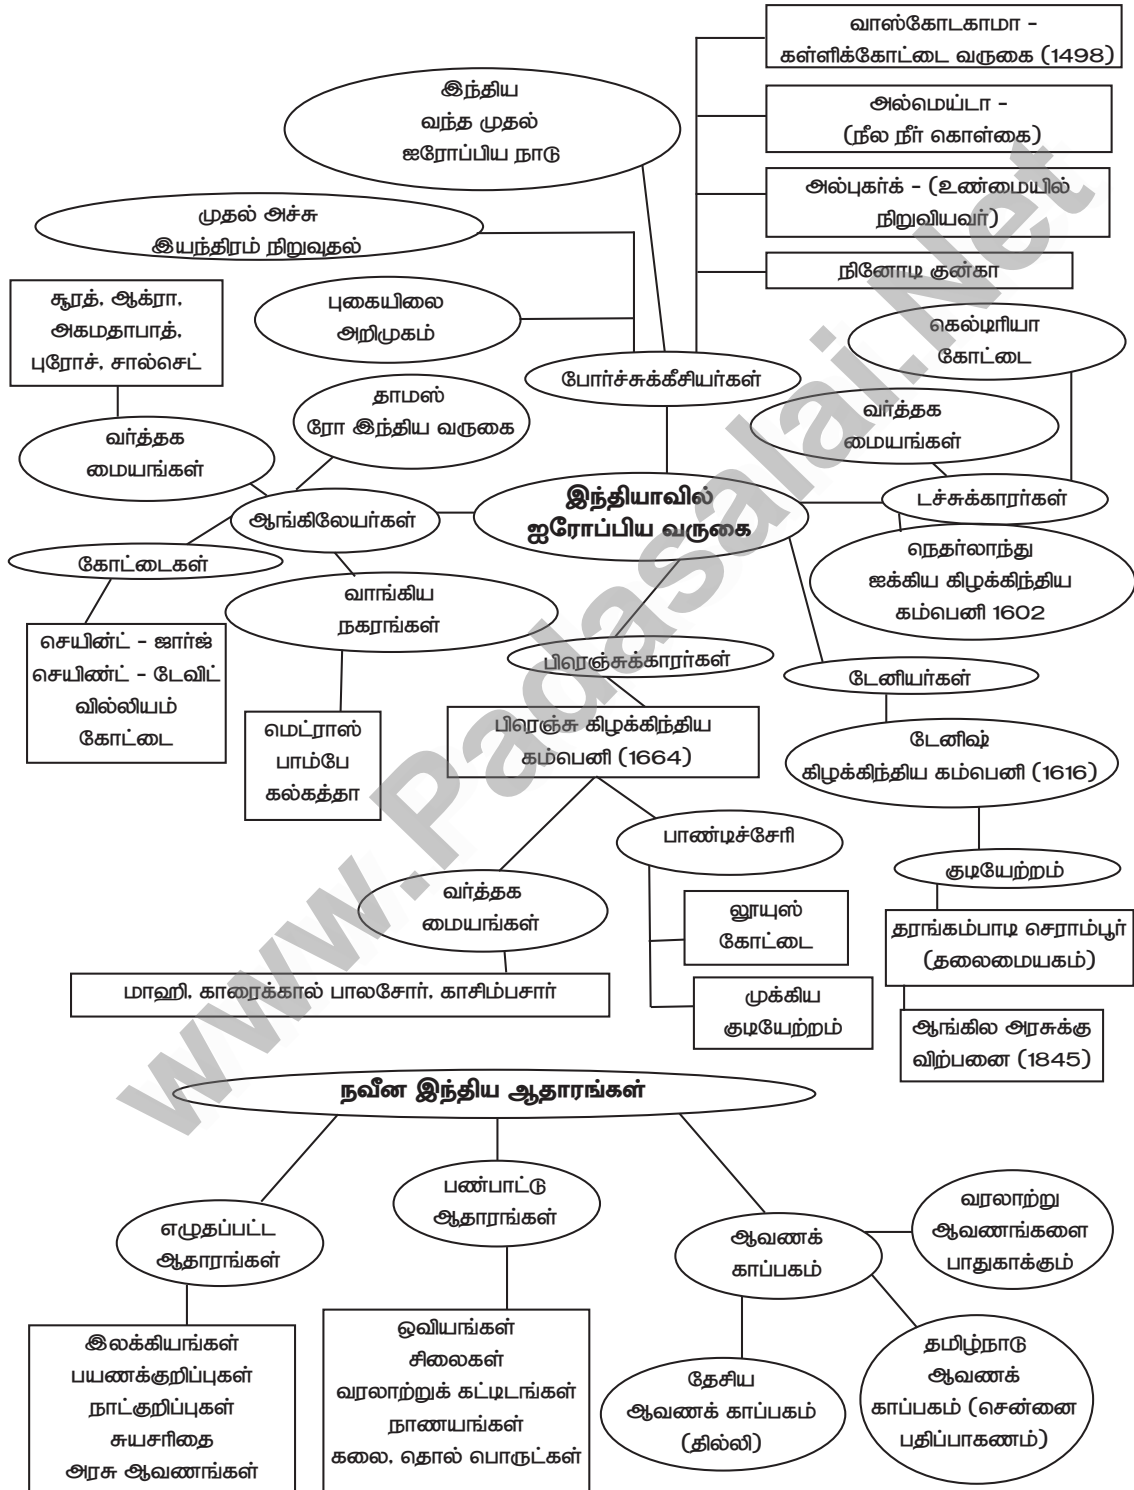 வாஸ்கோடகாமா -
கள்ளிக்கோட்டை வருகை (1498)
இந்திய
வந்த முதல்
ஐரோப்பிய நாடு
அல்மெய்டா -
(நீல நீர் கொள்கை)
அல்புகர்க் - (உண்மையில்
நிறுவியவர்)
முதல் அச்சு
இயந்திரம் நிறுவுதல்
நினோடி குன்கா
சூரத், ஆக்ரா,
அகமதாபாத்,
புரோச், சால்செட்
புகையிலை
அறிமுகம்
கெல்டிரியா
கோட்டை
போர்ச்சுக்கீசியர்கள்
தாமஸ்
ரோ இந்திய வருகை
வர்த்தக
மையங்கள்
வர்த்தக
மையங்கள்
ஆங்கிலேயர்கள்
இந்தியாவில்
ஐரோப்பிய வருகை
டச்சுக்காரர்கள்
கோட்டைகள்
நெதர்லாந்து
ஐக்கிய கிழக்கிந்திய
கம்பெனி 1602
வாங்கிய
நகரங்கள்
செயின்ட் - ஜார்ஜ்
செயிண்ட் - டேவிட்
வில்லியம்
கோட்டை
பிரெஞ்சுக்காரர்கள்
டேனியர்கள்
மெட்ராஸ்
பாம்பே
கல்கத்தா
பிரெஞ்சு கிழக்கிந்திய
கம்பெனி (1664)
டேனிஷ்
கிழக்கிந்திய கம்பெனி (1616)
பாண்டிச்சேரி
குடியேற்றம்
வர்த்தக
மையங்கள்
லூயுஸ்
கோட்டை
தரங்கம்பாடி செராம்பூர்
(தலைமையகம்)
மாஹி, காரைக்கால் பாலசோர், காசிம்பசார்
முக்கிய
குடியேற்றம்
ஆங்கில அரசுக்கு
விற்பனை (1845)
நவீன இந்திய ஆதாரங்கள்
எழுதப்பட்ட
ஆதாரங்கள்
பண்பாட்டு
ஆதாரங்கள்
ஆவணக்
காப்பகம்
வரலாற்று
ஆவணங்களை
பாதுகாக்கும்
இலக்கியங்கள்
பயணக்குறிப்புகள்
நாட்குறிப்புகள்
சுயசரிதை
அரசு ஆவணங்கள்
ஒவியங்கள்
சிலைகள்
வரலாற்றுக் கட்டிடங்கள்
நாணயங்கள்
கலை, தொல் பொருட்கள்
தேசிய
ஆவணக் காப்பகம்
(தில்லி)
தமிழ்நாடு
ஆவணக்
காப்பகம் (சென்னை
பதிப்பாகணம்)
www.Padasalai.Net